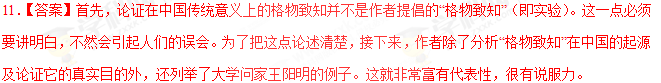 11.【答案】首先，论证在中国传统意义上的格物致知并不是作者提倡的“格物致知”（即实验）。这一点必须
要讲明白，不然会引起人们的误会。为了把这点论述清楚，接下来，作者除了分析“格物致知”在中国的起源
及论证它的真实目的外，还列举了大学问家王阳明的例子。这就非常富有代表性，很有说服力。